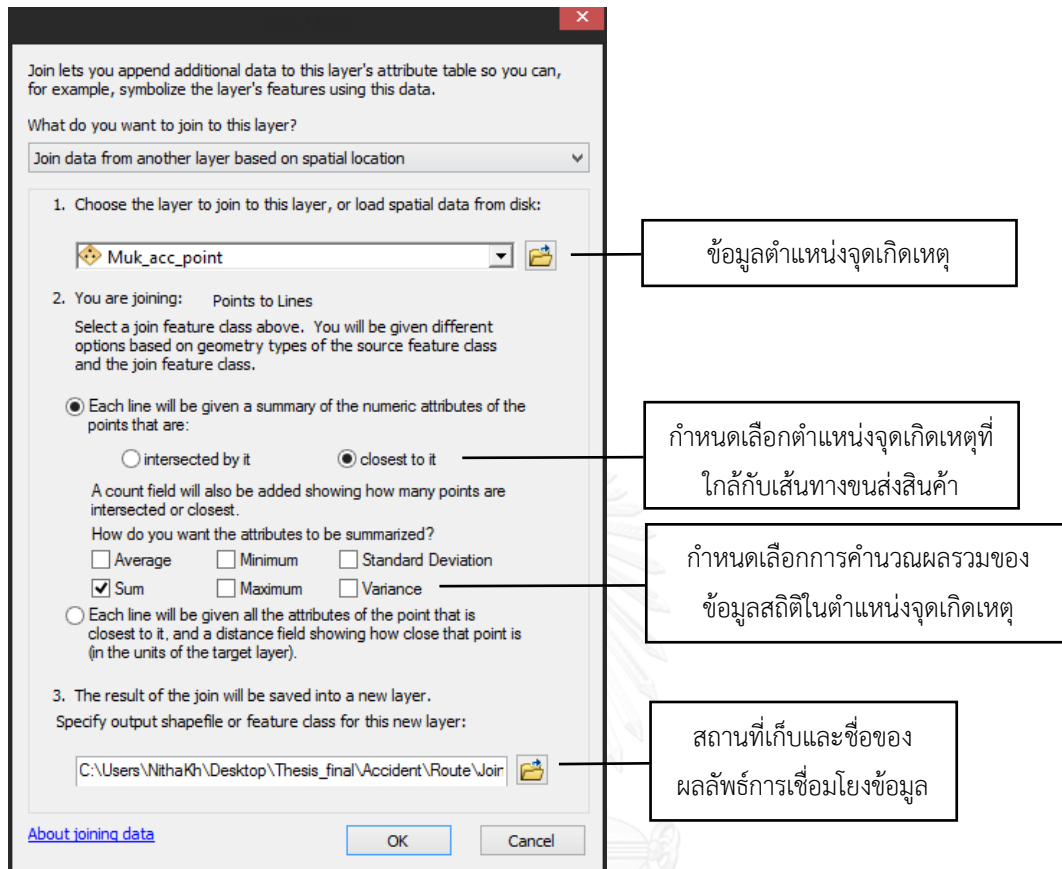 Join lets you append additional data to this layer's attribute table so you can,
for example, symbolize the layer's features using this data.
What do you want to join to this layer?
Join data from another layer based on spatial location
1. Choose the layer to join to this layer, or load spatial data from disk:
Muk_acc_point
ข้อมูลตำแหน่งจุดเกิดเหตุ
2. You are joining: Points to Lines
Select a join feature class above. You will be given different
options based on geometry types of the source feature class
and the join feature class.
Each line will be given a summary of the numeric attributes of the
points that are:
intersected by it closest to it
กำหนดเลือกตำแหน่งจุดเกิดเหตุที่
ใกล้กับเส้นทางขนส่งสินค้า
A count field will also be added showing how many points are
intersected or closest.
How do you want the attributes to be summarized?
Average Minimum Standard Deviation
Sum Maximum Variance
กำหนดเลือกการคำนวณผลรวมของ
ข้อมูลสถิติในตำแหน่งจุดเกิดเหตุ
Each line will be given all the attributes of the point that is
closest to it, and a distance field showing how close that point is
(in the units of the target layer).
3. The result of the join will be saved into a new layer.
Specify output shapefile or feature class for this new layer:
C:\Users\NithaKh\Desktop\Thesis_final\Accident\Route\Join
สถานที่เก็บและชื่อของ
ผลลัพธ์การเชื่อมโยงข้อมูล
About joining data
OK Cancel